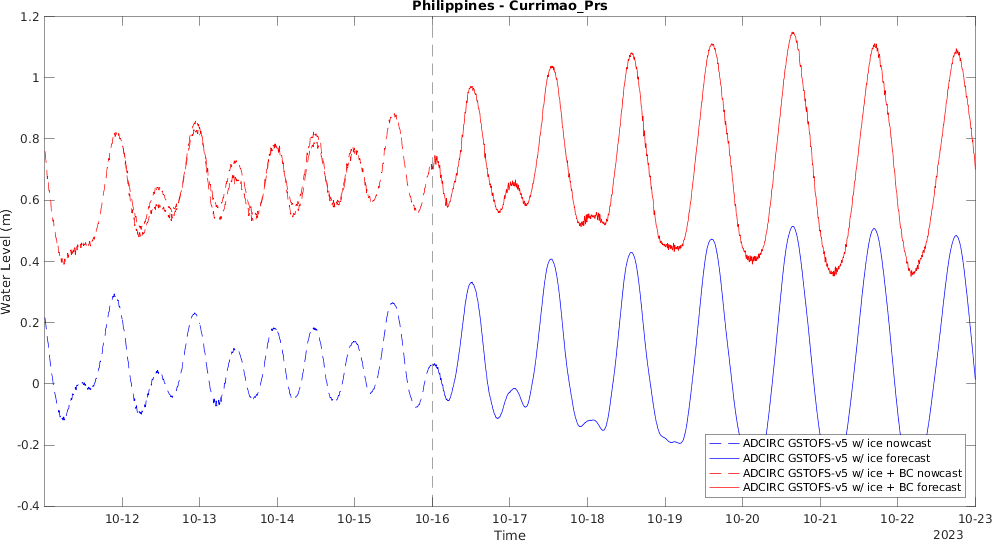 Philippines - Currimao_Prs
1.2
1
0.8
0.6
0.4
0.2
0
-0.2
-0.4
Water Level (m)
ADCIRC GSTOFS-v5 w/ ice nowcast
ADCIRC GSTOFS-v5 w/ ice forecast
ADCIRC GSTOFS-v5 w/ ice + BC nowcast
ADCIRC GSTOFS-v5 w/ ice + BC forecast
10-12 10-13 10-14 10-15 10-16 10-17 10-18 10-19 10-20 10-21 10-22 10-23
Time
2023